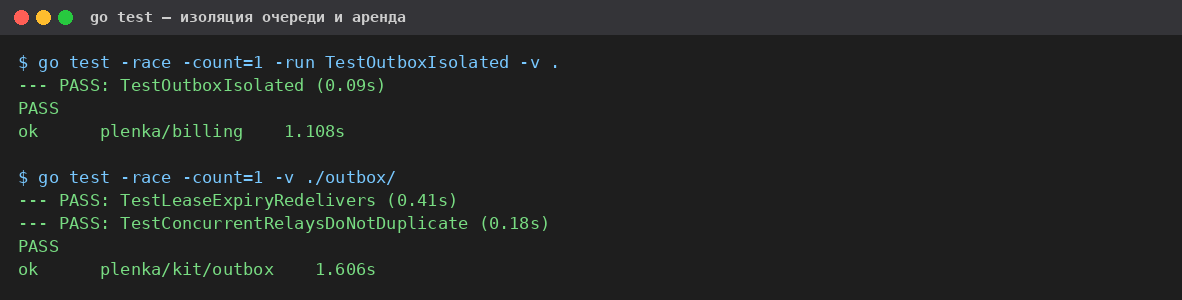 go test — изоляция очереди и аренда
$ go test -race -count=1 -run TestOutboxIsolated -v .
--- PASS: TestOutboxIsolated (0.09s)
PASS
ok      plenka/billing    1.108s
$ go test -race -count=1 -v ./outbox/
--- PASS: TestLeaseExpiryRedelivers (0.41s)
--- PASS: TestConcurrentRelaysDoNotDuplicate (0.18s)
PASS
ok      plenka/kit/outbox    1.606s